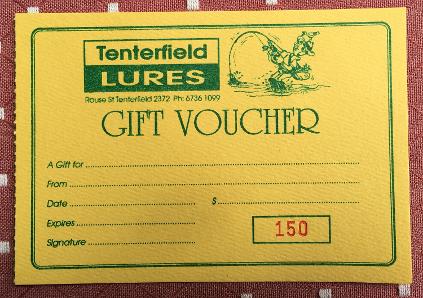 Tenterfield
LURES
Rouse St Tenterfield 2372 Ph: 6736 1099
GIFT VOUCHER
A Gift for
From
Date $
Expires
150
Signature